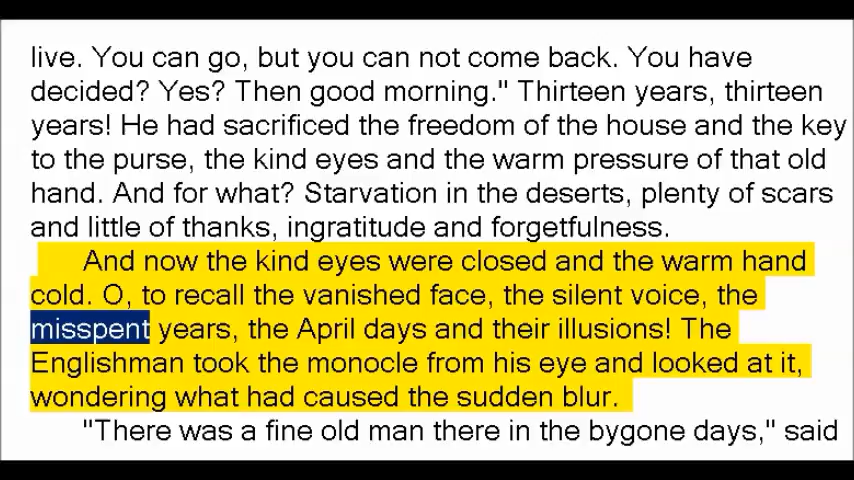 live. You can go, but you can not come back. You have
decided? Yes? Then good morning." Thirteen years, thirteen
years! He had sacrificed the freedom of the house and the key
to the purse, the kind eyes and the warm pressure of that old
hand. And for what? Starvation in the deserts, plenty of scars
and little of thanks, ingratitude and forgetfulness.
And now the kind eyes were closed and the warm hand
cold. O, to recall the vanished face, the silent voice, the
misspent years, the April days and their illusions! The
Englishman took the monocle from his eye and looked at it,
wondering what had caused the sudden blur.
"There was a fine old man there in the bygone days," said